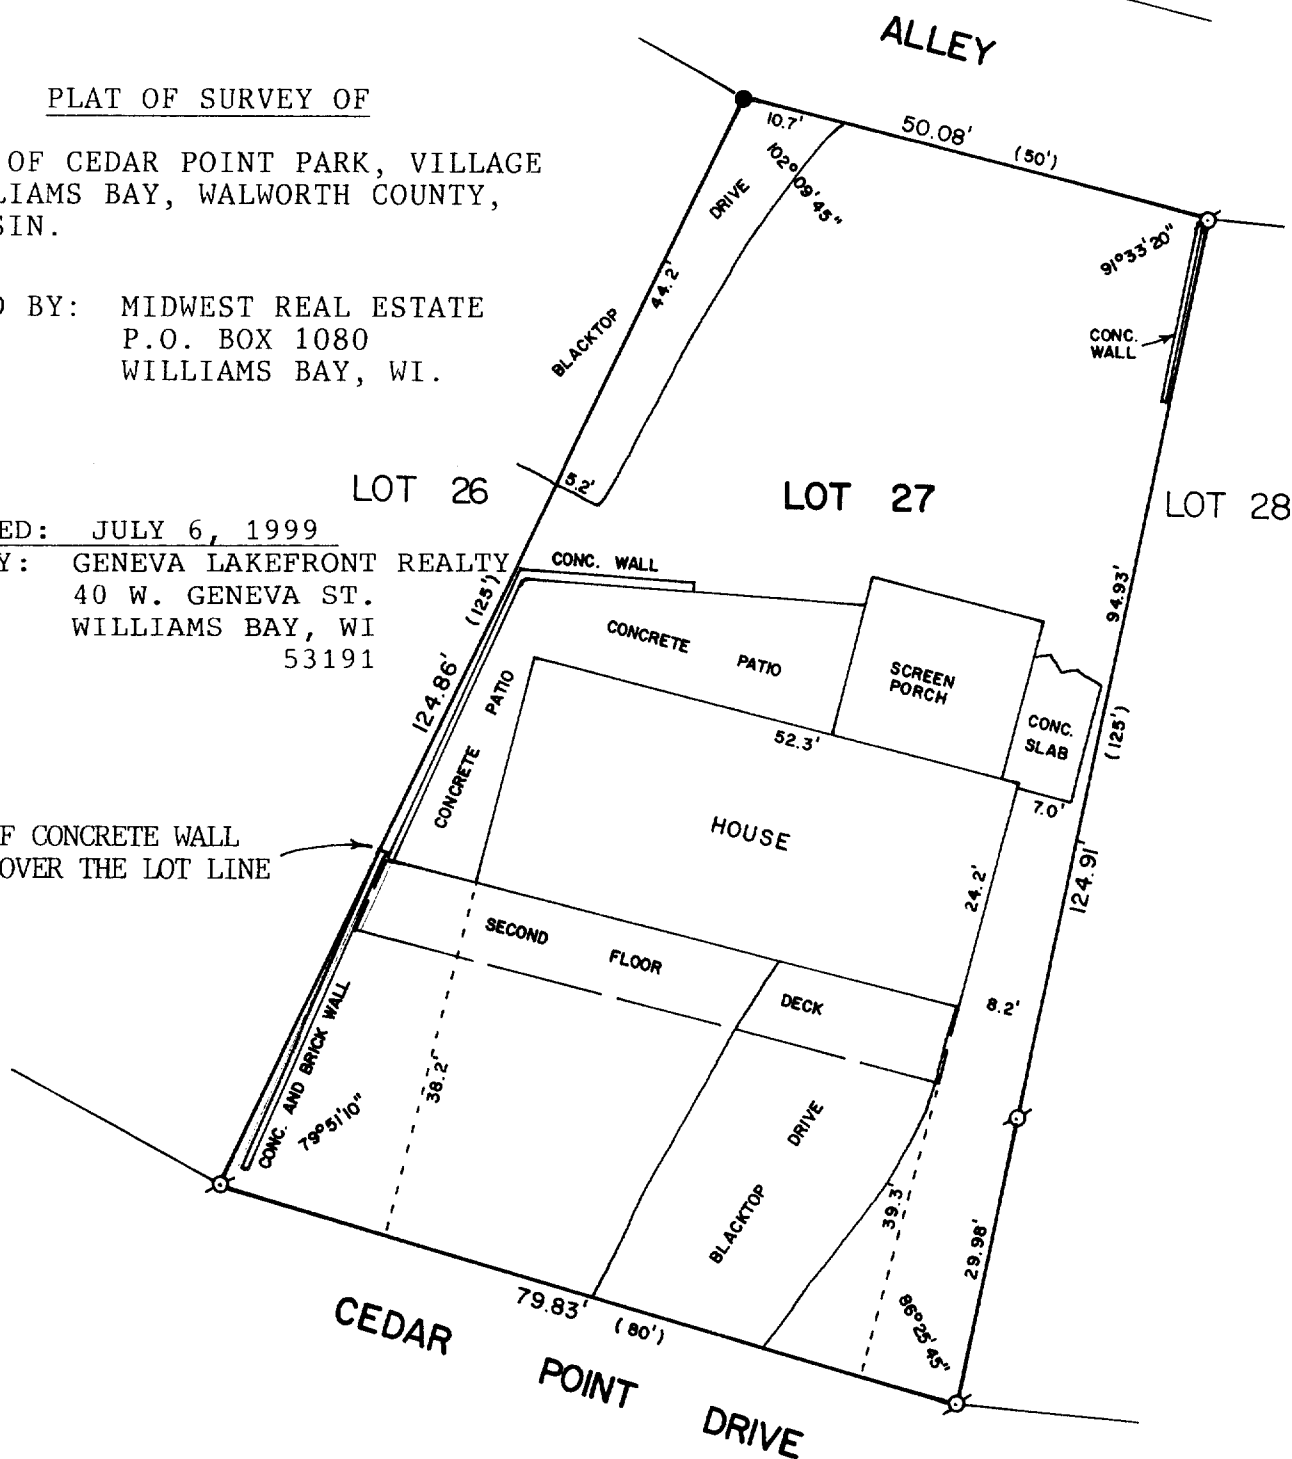 ALLEY
PLAT OF SURVEY OF
OF CEDAR POINT PARK, VILLAGE
LIAMS BAY, WALWORTH COUNTY,
SIN.
BY: MIDWEST REAL ESTATE
P.O. BOX 1080
WILLIAMS BAY, WI.
10.7'
50.08'
(50')
102°09'45"
91°33'20"
BLACKTOP DRIVE
44.2'
CONC.
WALL
5.2'
LOT 26
LOT 27
LOT 28
ED: JULY 6, 1999
Y: GENEVA LAKEFRONT REALTY
40 W. GENEVA ST.
WILLIAMS BAY, WI
53191
CONC. WALL
(125')
124.86'
94.93'
CONCRETE PATIO
CONCRETE PATIO
SCREEN
PORCH
CONC.
SLAB
(125')
52.3'
7.0'
HOUSE
F CONCRETE WALL
OVER THE LOT LINE
24.2'
124.91'
SECOND FLOOR DECK
8.2'
CONC. AND BRICK WALL
79°51'10"
38.2'
BLACKTOP DRIVE
39.3'
29.98'
86°25'45"
79.83'
(80')
CEDAR POINT DRIVE